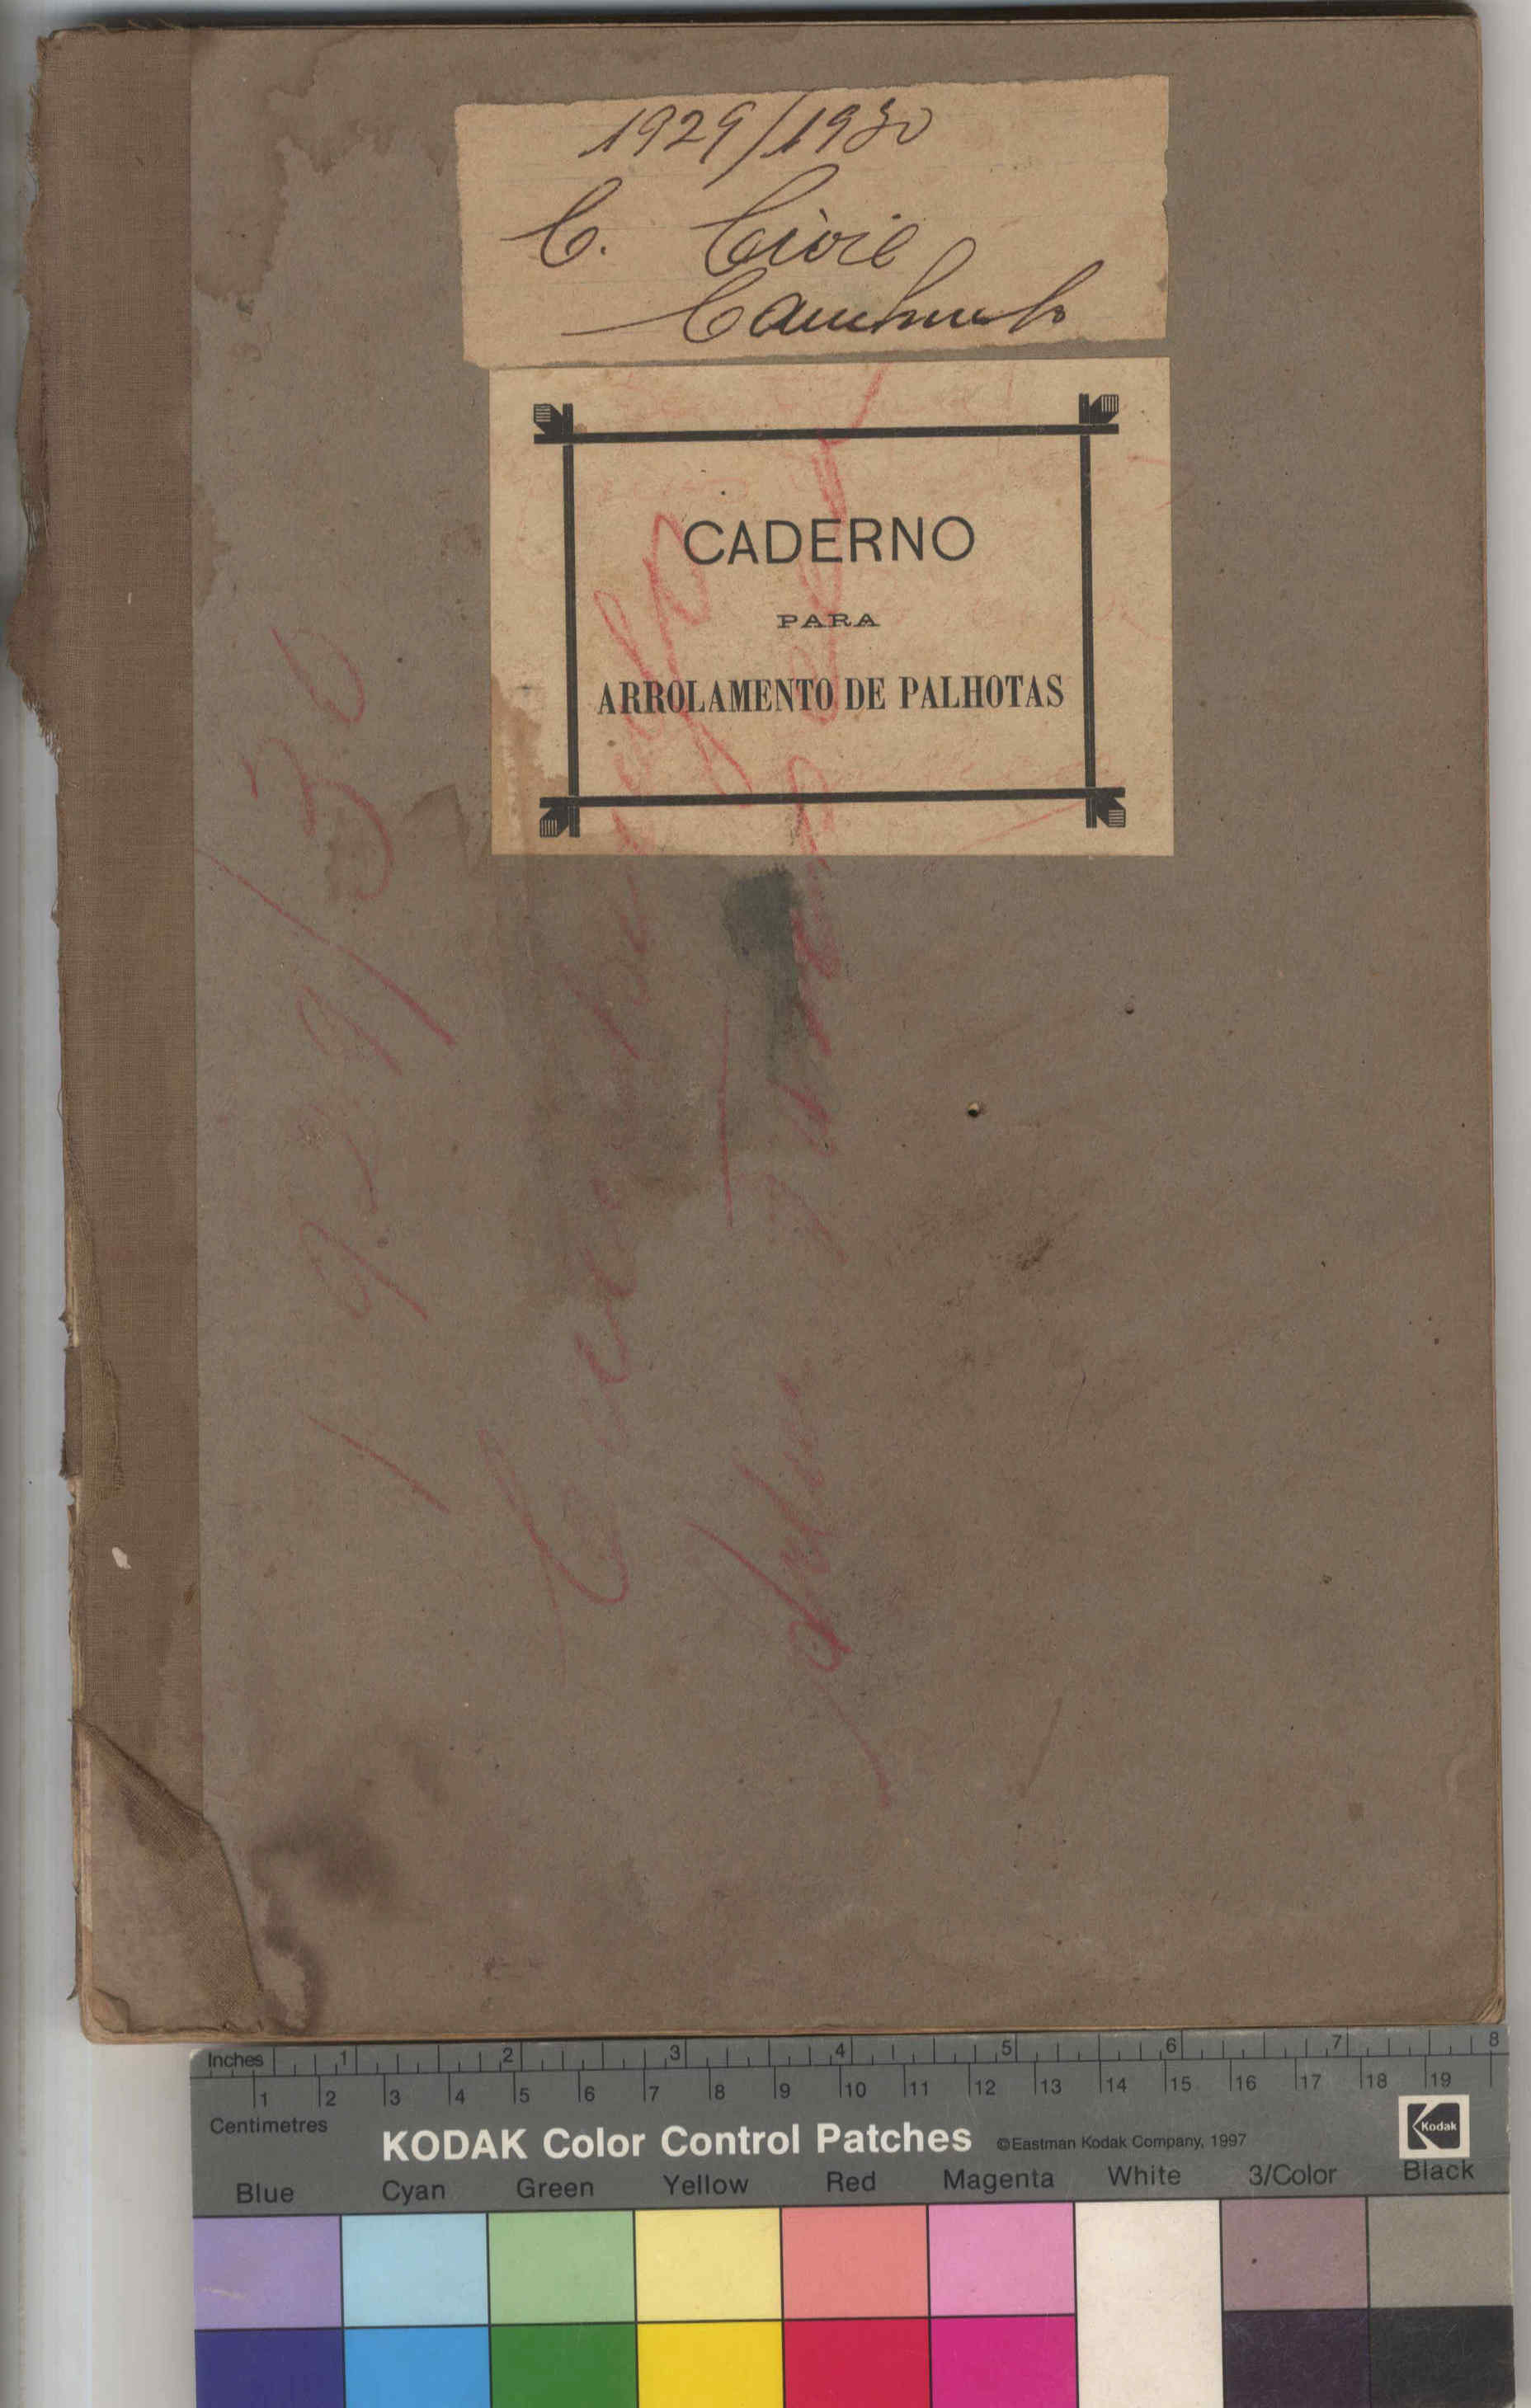 1929/1930
C. Civil
CADERNO
PARA
ARROLAMENTO DE PALHOTAS
1929/30
Inches 1 2 3 4 5 6 7 8
1 2 3 4 5 6 7 8 9 10 11 12 13 14 15 16 17 18 19
Centimetres
KODAK Color Control Patches ©Eastman Kodak Company, 1997 Kodak
Blue Cyan Green Yellow Red Magenta White 3/Color Black